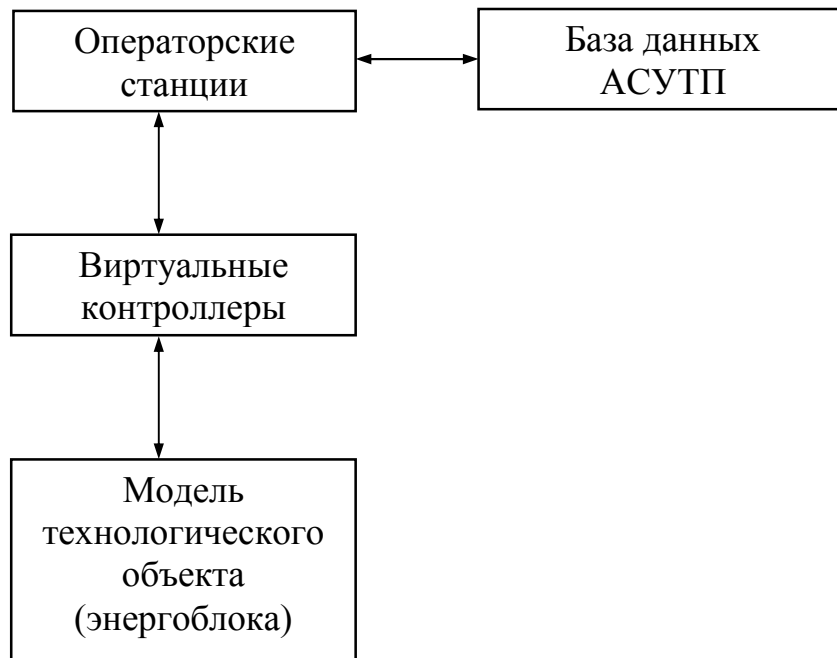 Операторские
станции
База данных
АСУТП
Виртуальные
контроллеры
Модель
технологического
объекта
(энергоблока)